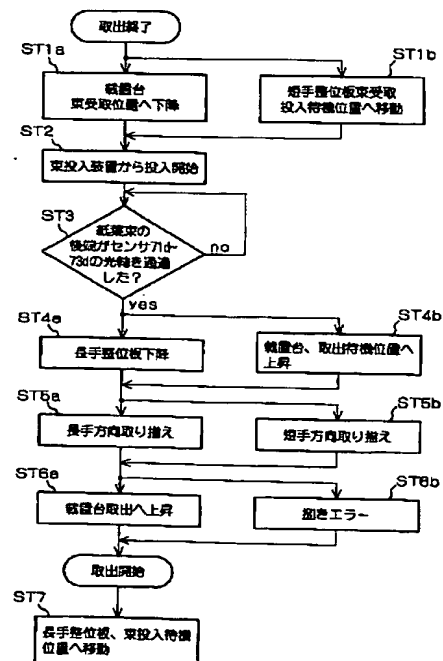 取出終了
ST1a
載置台
束受取位置へ下降
ST1b
短手整位板束受取
投入待機位置へ移動
ST2
束投入装置から投入開始
ST3
紙葉束の
後端がセンサ71d~
73dの光軸を通過
した?
no
yes
ST4a
長手整位板下降
ST4b
載置台、取出待機位置へ
上昇
ST5a
長手方向取り揃え
ST5b
短手方向取り揃え
ST6a
載置台取出へ上昇
ST6b
エラー
取出開始
ST7
長手整位板、束投入待機
位置へ移動